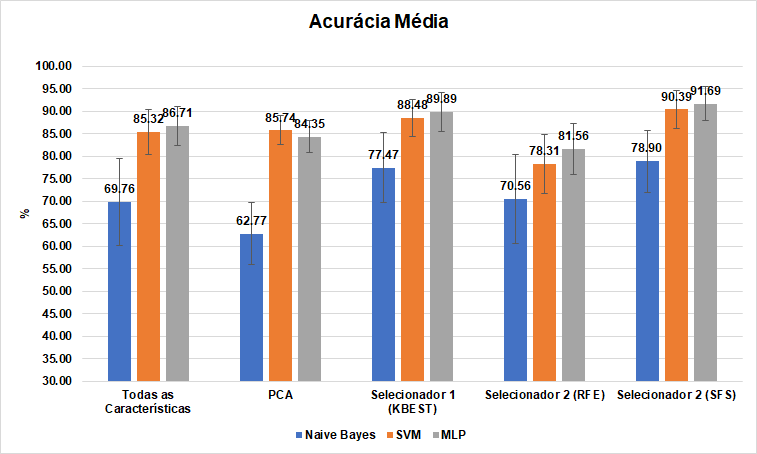 Acurácia Média
100.00
95.00
90.00
85.00
80.00
75.00
70.00
65.00
60.00
55.00
50.00
45.00
40.00
35.00
30.00
%
69.76
85.32
86.71
62.77
85.74
84.35
77.47
88.48
89.89
70.56
78.31
81.56
78.90
90.39
91.69
Todas as
Características
PCA
Selecionador 1
(KBEST)
Selecionador 2 (RFE)
Selecionador 2 (SFS)
Naive Bayes
SVM
MLP